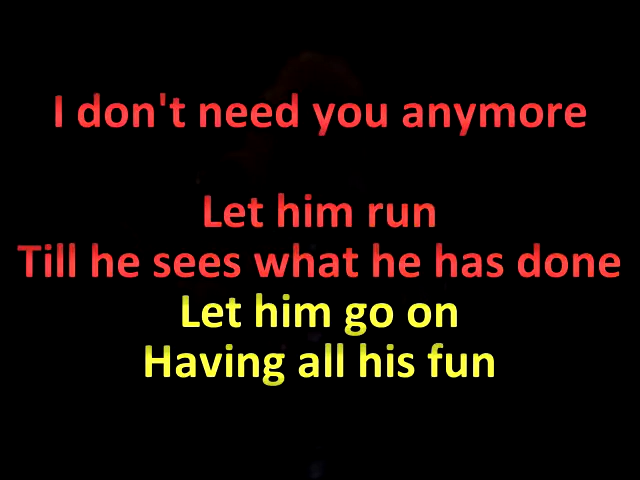 I don't need you anymore
Let him run
Till he sees what he has done
Let him go on
Having all his fun